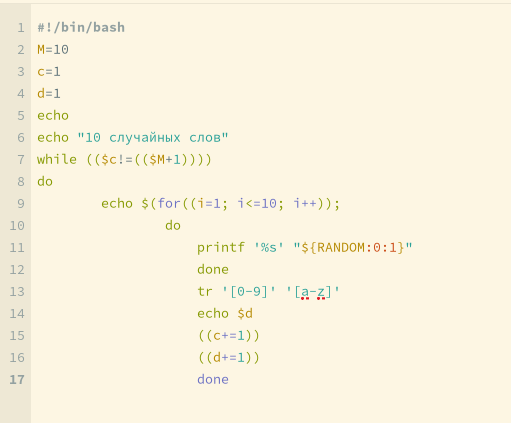 1 #!/bin/bash
2 M=10
3 c=1
4 d=1
5 echo
6 echo "10 случайных слов"
7 while (($c!=(($M+1))))
8 do
9 echo $(for((i=1; i<=10; i++));
10 do
11 printf '%s' "${RANDOM:0:1}"
12 done
13 tr '[0-9]' '[a-z]'
14 echo $d
15 ((c+=1))
16 ((d+=1))
17 done